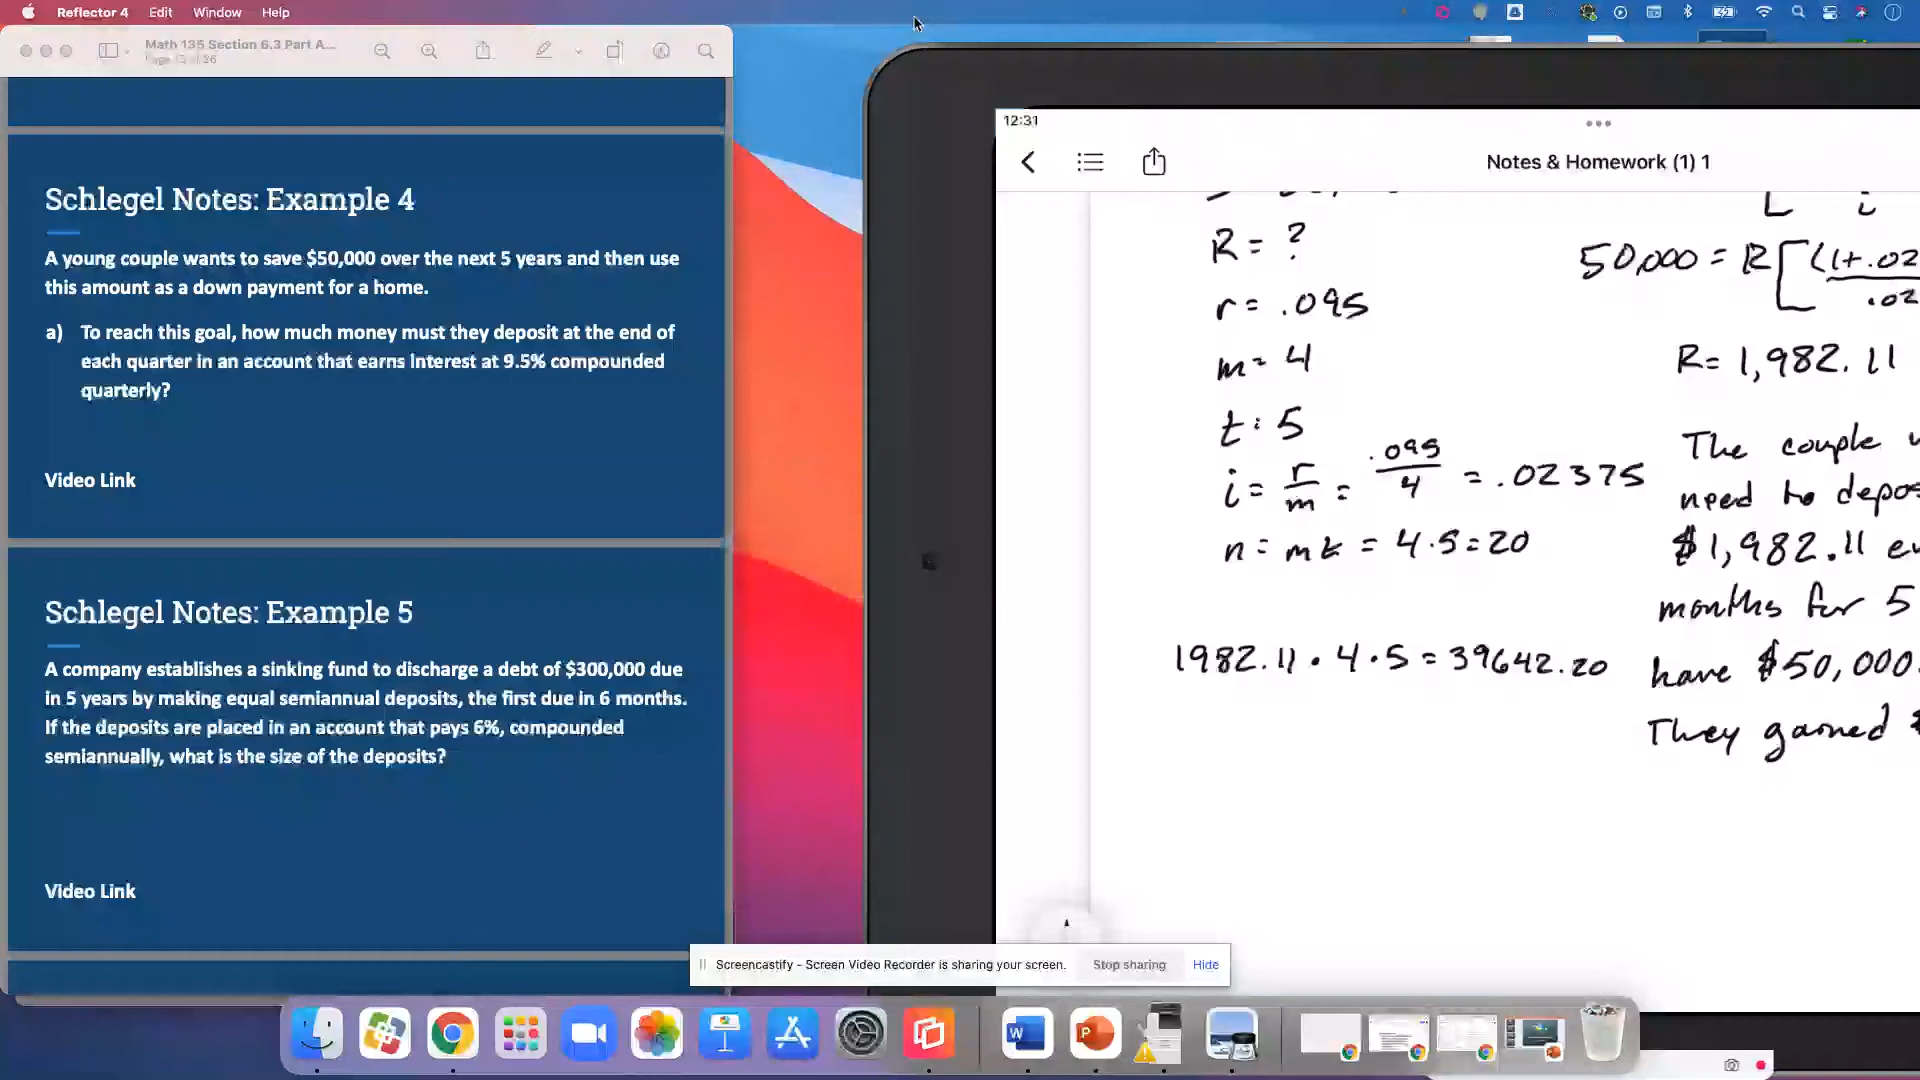 Reflector 4 Edit Window Help
Math 135 Section 6.3 Part A...
Page 13 of 26
Schlegel Notes: Example 4
A young couple wants to save $50,000 over the next 5 years and then use
this amount as a down payment for a home.
a) To reach this goal, how much money must they deposit at the end of
each quarter in an account that earns interest at 9.5% compounded
quarterly?
Video Link
Schlegel Notes: Example 5
A company establishes a sinking fund to discharge a debt of $300,000 due
in 5 years by making equal semiannual deposits, the first due in 6 months.
If the deposits are placed in an account that pays 6%, compounded
semiannually, what is the size of the deposits?
Video Link
12:31
Notes & Homework (1) 1
R = ?
r = .095
m = 4
t = 5
i = r/m = .095/4 = .02375
n = mt = 4·5 = 20
1982.11 · 4 · 5 = 39642.20
i
50,000 = R[(1+.02
.02
R = 1,982.11
The couple
need to depos
$1,982.11
months for 5
have $50,000.
They gained $
Screencastify - Screen Video Recorder is sharing your screen. Stop sharing Hide